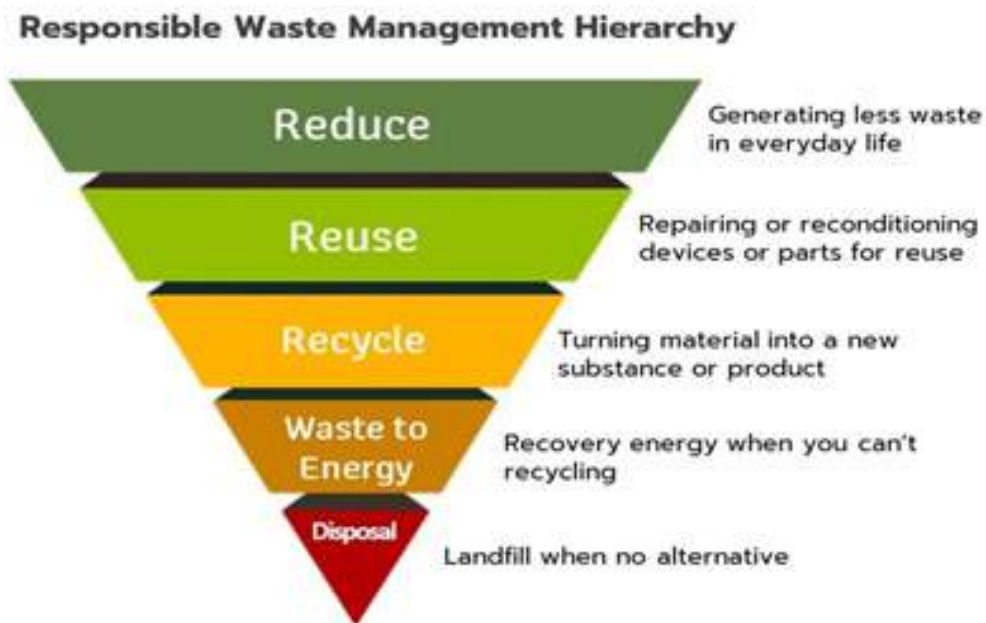 Responsible Waste Management Hierarchy
Reduce
Generating less waste
in everyday life
Reuse
Repairing or reconditioning
devices or parts for reuse
Recycle
Turning material into a new
substance or product
Waste to
Energy
Recovery energy when you can't
recycling
Disposal
Landfill when no alternative